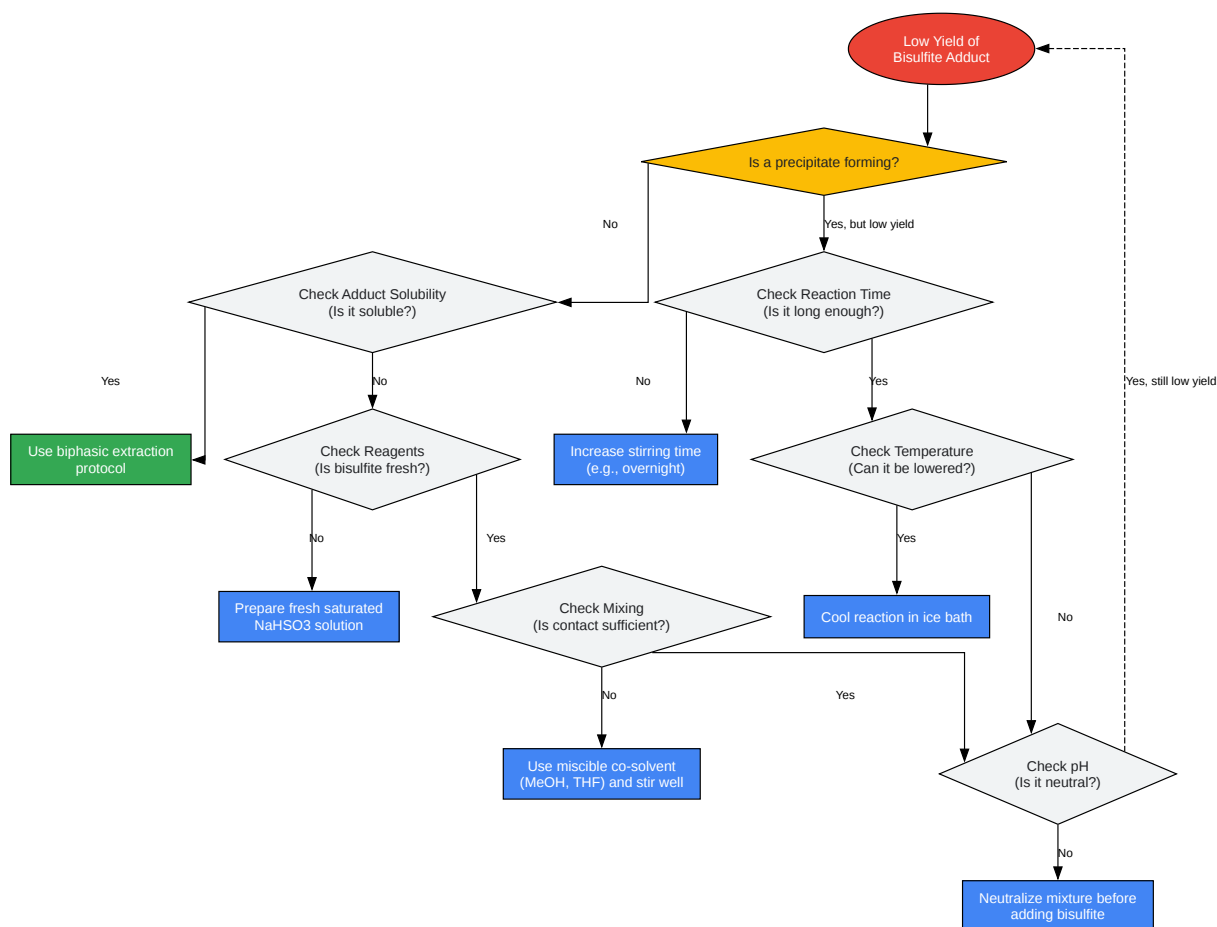 Low Yield of
Bisulfite Adduct
Is a precipitate forming?
No
Yes, but low yield
Check Adduct Solubility
(Is it soluble?)
Check Reaction Time
(Is it long enough?)
Yes
No
No
Yes
Yes, still low yield
Use biphasic extraction
protocol
Check Reagents
(Is bisulfite fresh?)
Increase stirring time
(e.g., overnight)
Check Temperature
(Can it be lowered?)
No
Yes
Yes
Prepare fresh saturated
NaHSO3 solution
Check Mixing
(Is contact sufficient?)
Cool reaction in ice bath
No
No
Yes
Use miscible co-solvent
(MeOH, THF) and stir well
Check pH
(Is it neutral?)
No
Neutralize mixture before
adding bisulfite